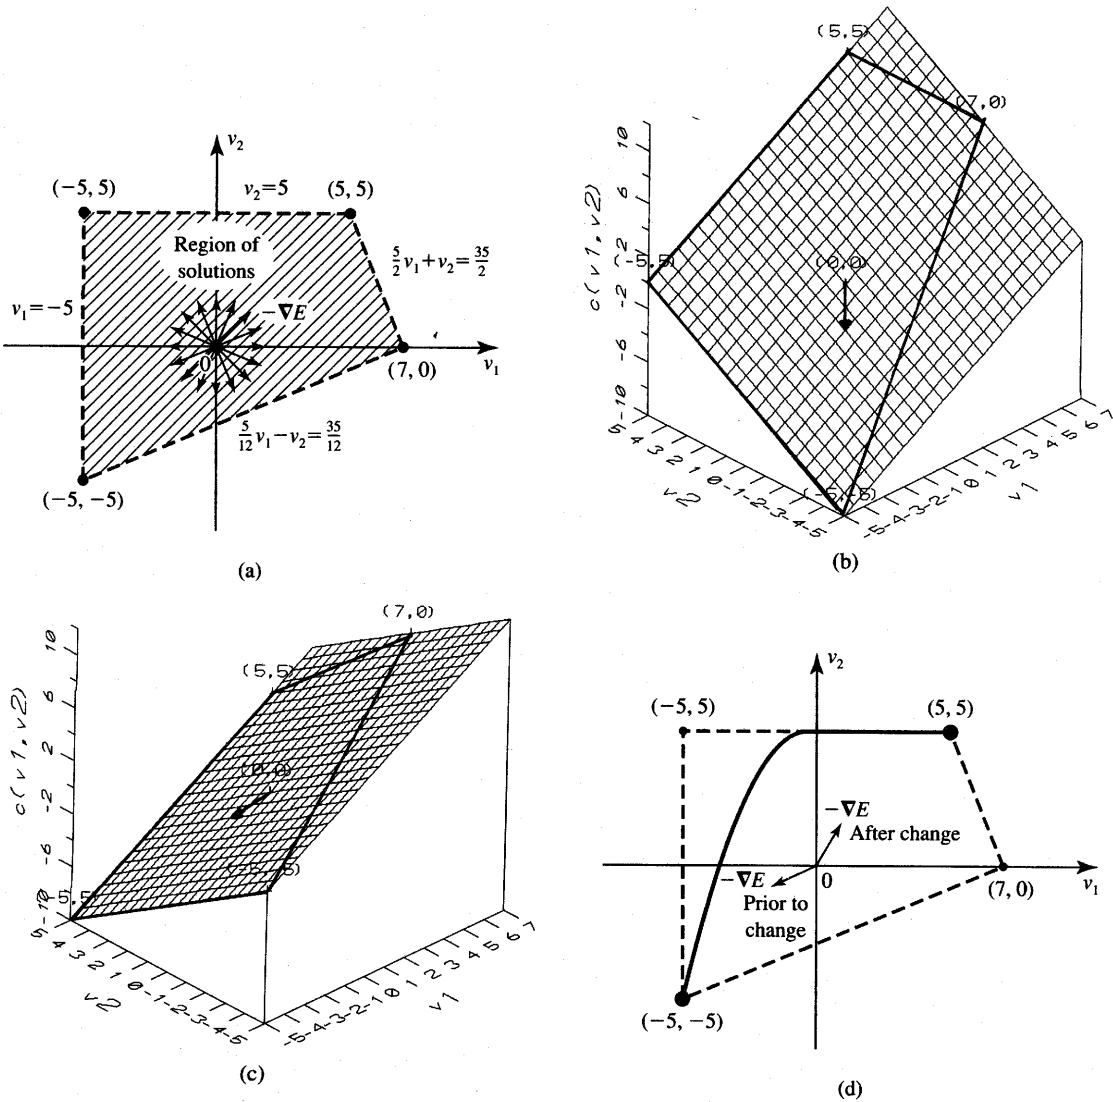 v₂
(−5, 5)
v₂=5
(5, 5)
Region of
solutions
5/2 v₁+v₂=35/2
v₁=−5
−∇E
0
(7, 0)
v₁
5/12 v₁−v₂=35/12
(−5, −5)
(a)
(5,5)
(7,0)
10
6
2
-2
-6
-10
c(v1,v2)
(-5,5)
(0,0)
(-5,-5)
5 4 3 2 1 0 -1 -2 -3 -4 -5
v2
-5 -4 -3 -2 -1 0 1 2 3 4 5 6 7
v1
(b)
(7,0)
(5,5)
10
6
2
-2
-6
-10
c(v1,v2)
(0,0)
5 4 3 2 1 0 -1 -2 -3 -4 -5
v2
-5 -4 -3 -2 -1 0 1 2 3 4 5 6 7
v1
(c)
v₂
(−5, 5)
(5, 5)
−∇E
After change
−∇E
0
Prior to
change
(7, 0)
v₁
(−5, −5)
(d)